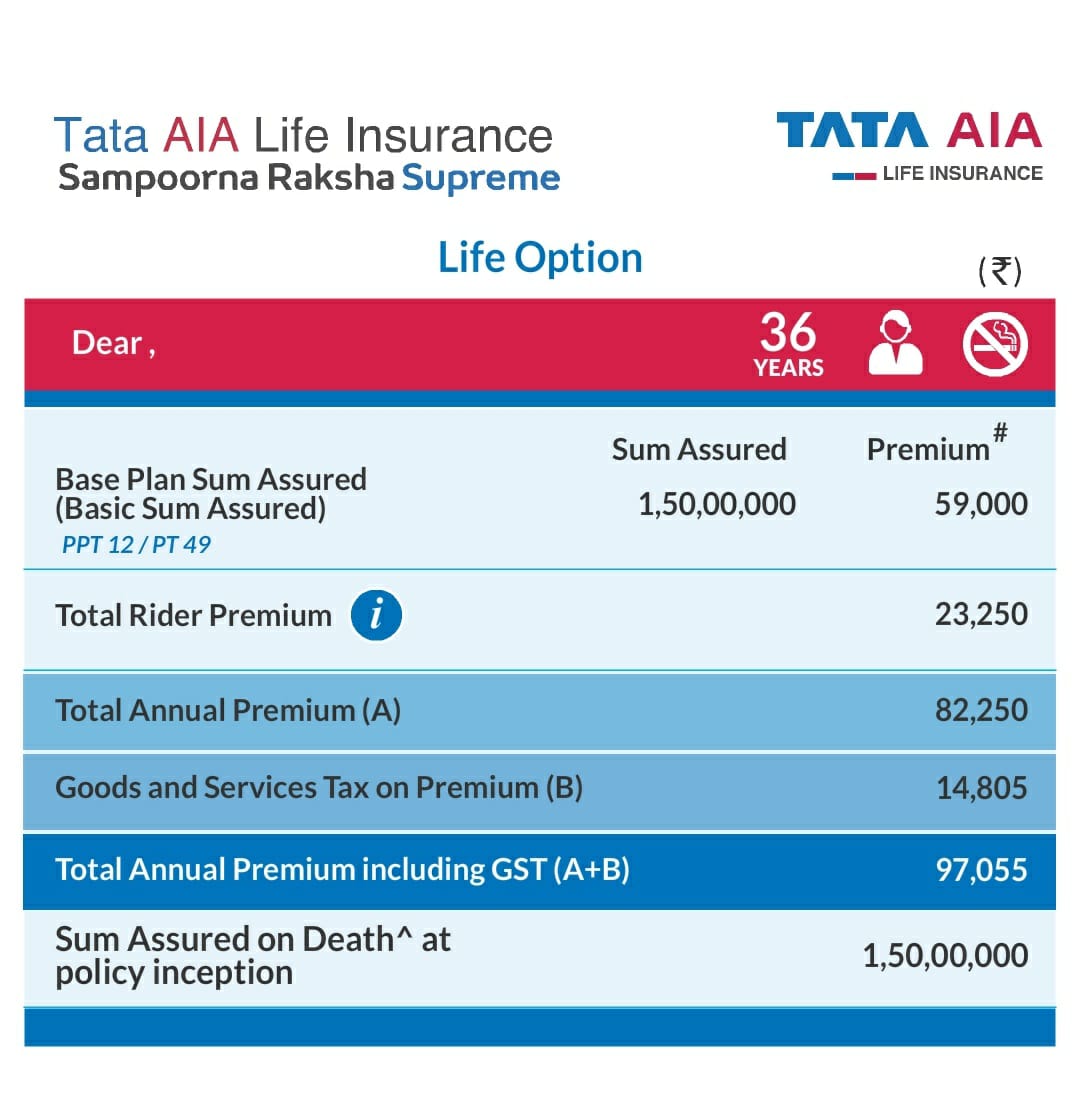 Tata AIA Life Insurance
Sampoorna Raksha Supreme
TATA AIA
LIFE INSURANCE
Life Option
(₹)
Dear ,
36
YEARS
Sum Assured Premium#
Base Plan Sum Assured
(Basic Sum Assured) 1,50,00,000 59,000
PPT 12 / PT 49
Total Rider Premium i 23,250
Total Annual Premium (A) 82,250
Goods and Services Tax on Premium (B) 14,805
Total Annual Premium including GST (A+B) 97,055
Sum Assured on Death^ at
policy inception 1,50,00,000